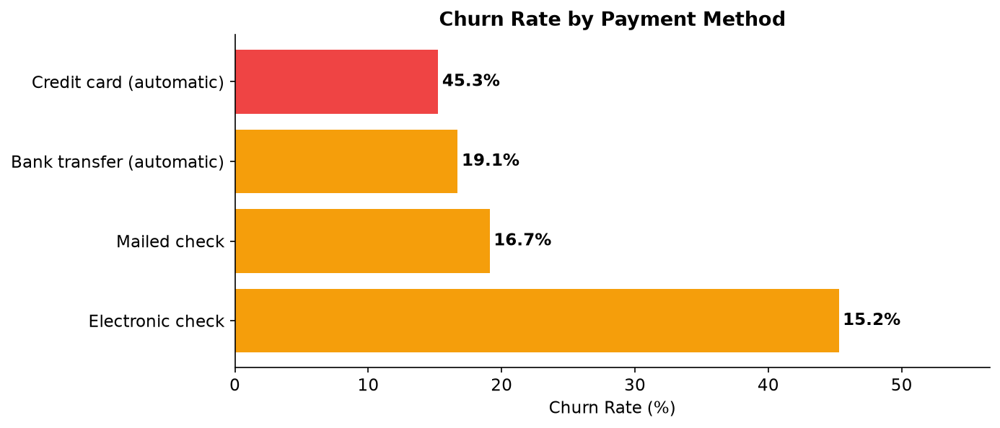 Churn Rate by Payment Method
Credit card (automatic) 45.3%
Bank transfer (automatic) 19.1%
Mailed check 16.7%
Electronic check 15.2%
0 10 20 30 40 50
Churn Rate (%)